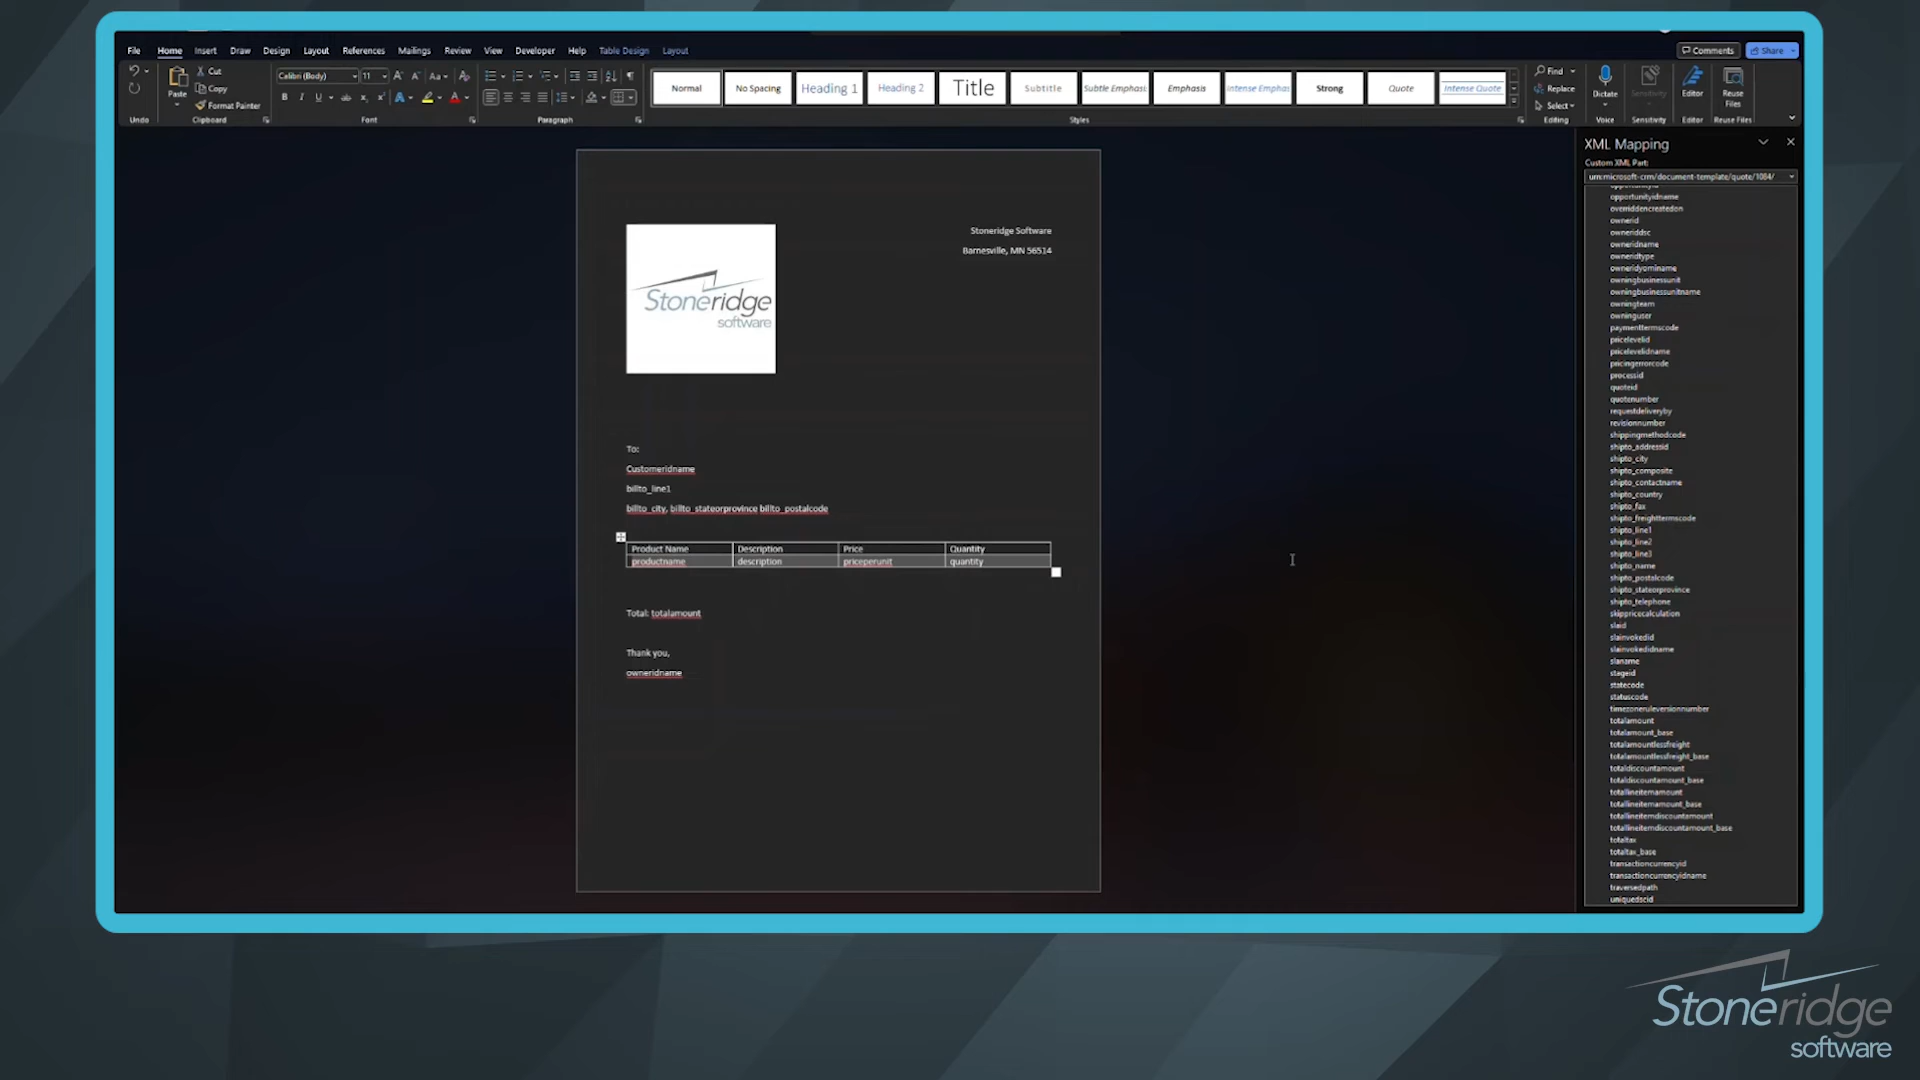 File Home Insert Draw Design Layout References Mailings Review View Developer Help Table Design Layout Comments Share
Paste
Cut
Copy
Format Painter
Calibri (Body) 11
Normal No Spacing Heading 1 Heading 2 Title Subtitle Subtle Emphasi Emphasis Intense Emphas Strong Quote Intense Quote
Find
Replace
Select
Dictate Sensitivity Editor Reuse Files
Undo Clipboard Font Paragraph Styles Editing Voice Sensitivity Editor Reuse Files
Stoneridge
software
Stoneridge Software
Barnesville, MN 56514
To:
Customeridname
billto_line1
billto_city, billto_stateorprovince billto_postalcode
Product Name Description Price Quantity
productname description priceperunit quantity
Total: totalamount
Thank you,
owneridname
XML Mapping
Custom XML Part:
urn:microsoft-crm/document-template/quote/1084/
opportunityidname
overriddencreatedon
ownerid
owneriddsc
owneridname
owneridtype
owneridyominame
owningbusinessunit
owningbusinessunitname
owningteam
owninguser
paymenttermscode
pricelevelid
pricelevelidname
pricingerrorcode
processid
quoteid
quotenumber
requestdeliveryby
revisionnumber
shippingmethodcode
shipto_addressid
shipto_city
shipto_composite
shipto_contactname
shipto_country
shipto_fax
shipto_freighttermscode
shipto_line1
shipto_line2
shipto_line3
shipto_name
shipto_postalcode
shipto_stateorprovince
shipto_telephone
skippricecalculation
slaid
slainvokedid
slainvokedidname
slaname
stageid
statecode
statuscode
timezoneruleversionnumber
totalamount
totalamount_base
totalamountlessfreight
totalamountlessfreight_base
totaldiscountamount
totaldiscountamount_base
totallineitemamount
totallineitemamount_base
totallineitemdiscountamount
totallineitemdiscountamount_base
totaltax
totaltax_base
transactioncurrencyid
transactioncurrencyidname
traversedpath
uniquedscid
Stoneridge
software